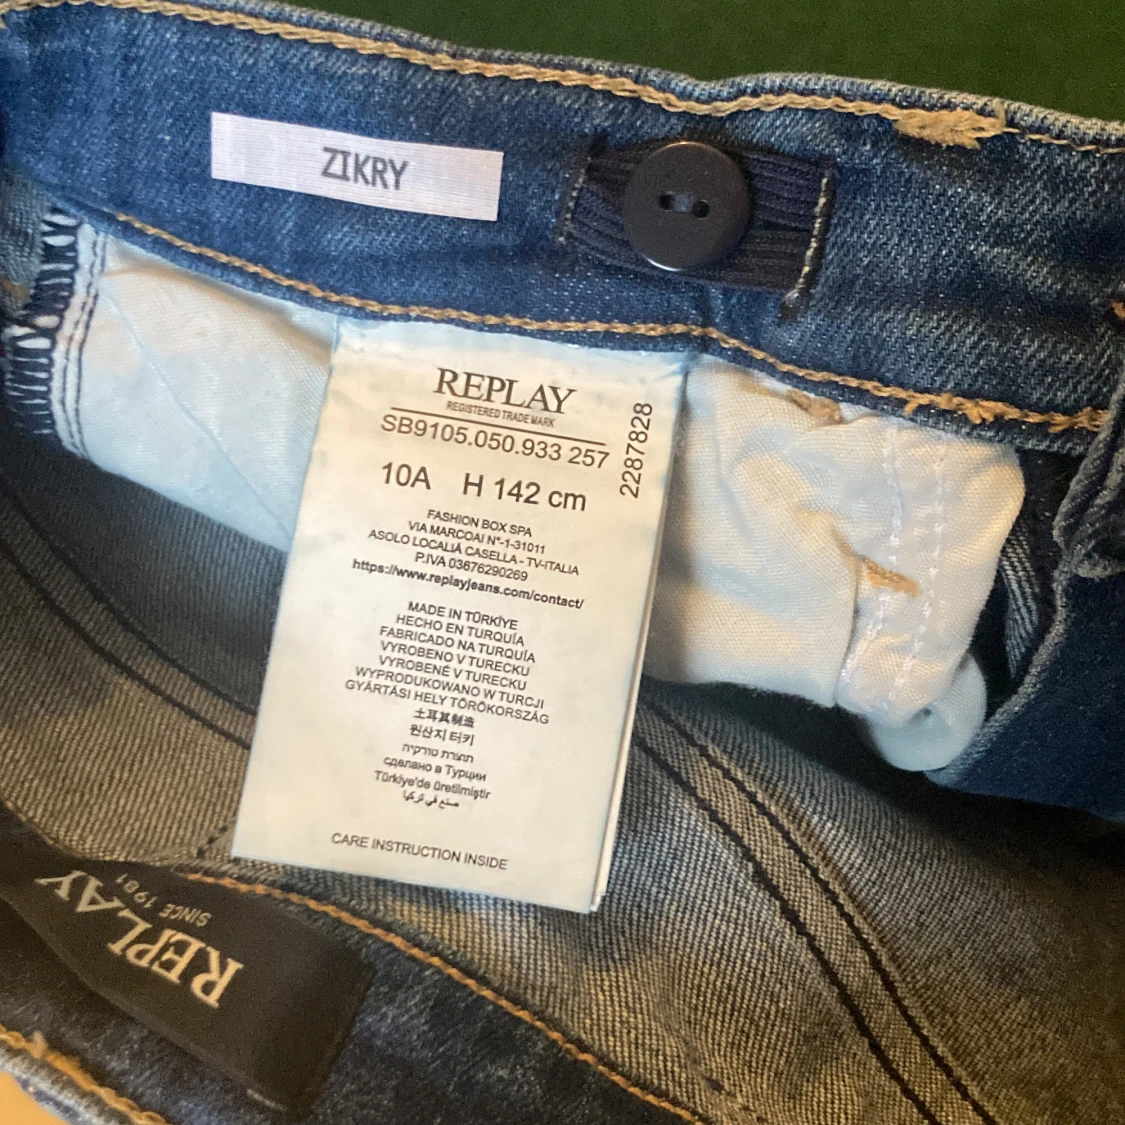 ZIKRY
REPLAY
REGISTERED TRADE MARK
SB9105.050.933 257
2287828
10A H 142 cm
FASHION BOX SPA
VIA MARCOAI N°-1-31011
ASOLO LOCALIÀ CASELLA - TV-ITALIA
P.IVA 03676290269
https://www.replayjeans.com/contact/
MADE IN TÜRKİYE
HECHO EN TURQUÍA
FABRICADO NA TURQUÍA
VYROBENO V TURECKU
VYROBENÉ V TURECKU
WYPRODUKOWANO W TURCJI
GYÁRTÁSI HELY TÖRÖKORSZÁG
土耳其制造
원산지 터키
תוצרת טורקיה
сделано в Турции
Türkiye'de üretilmiştir
صنع في تركيا
CARE INSTRUCTION INSIDE
REPLAY
SINCE 1981